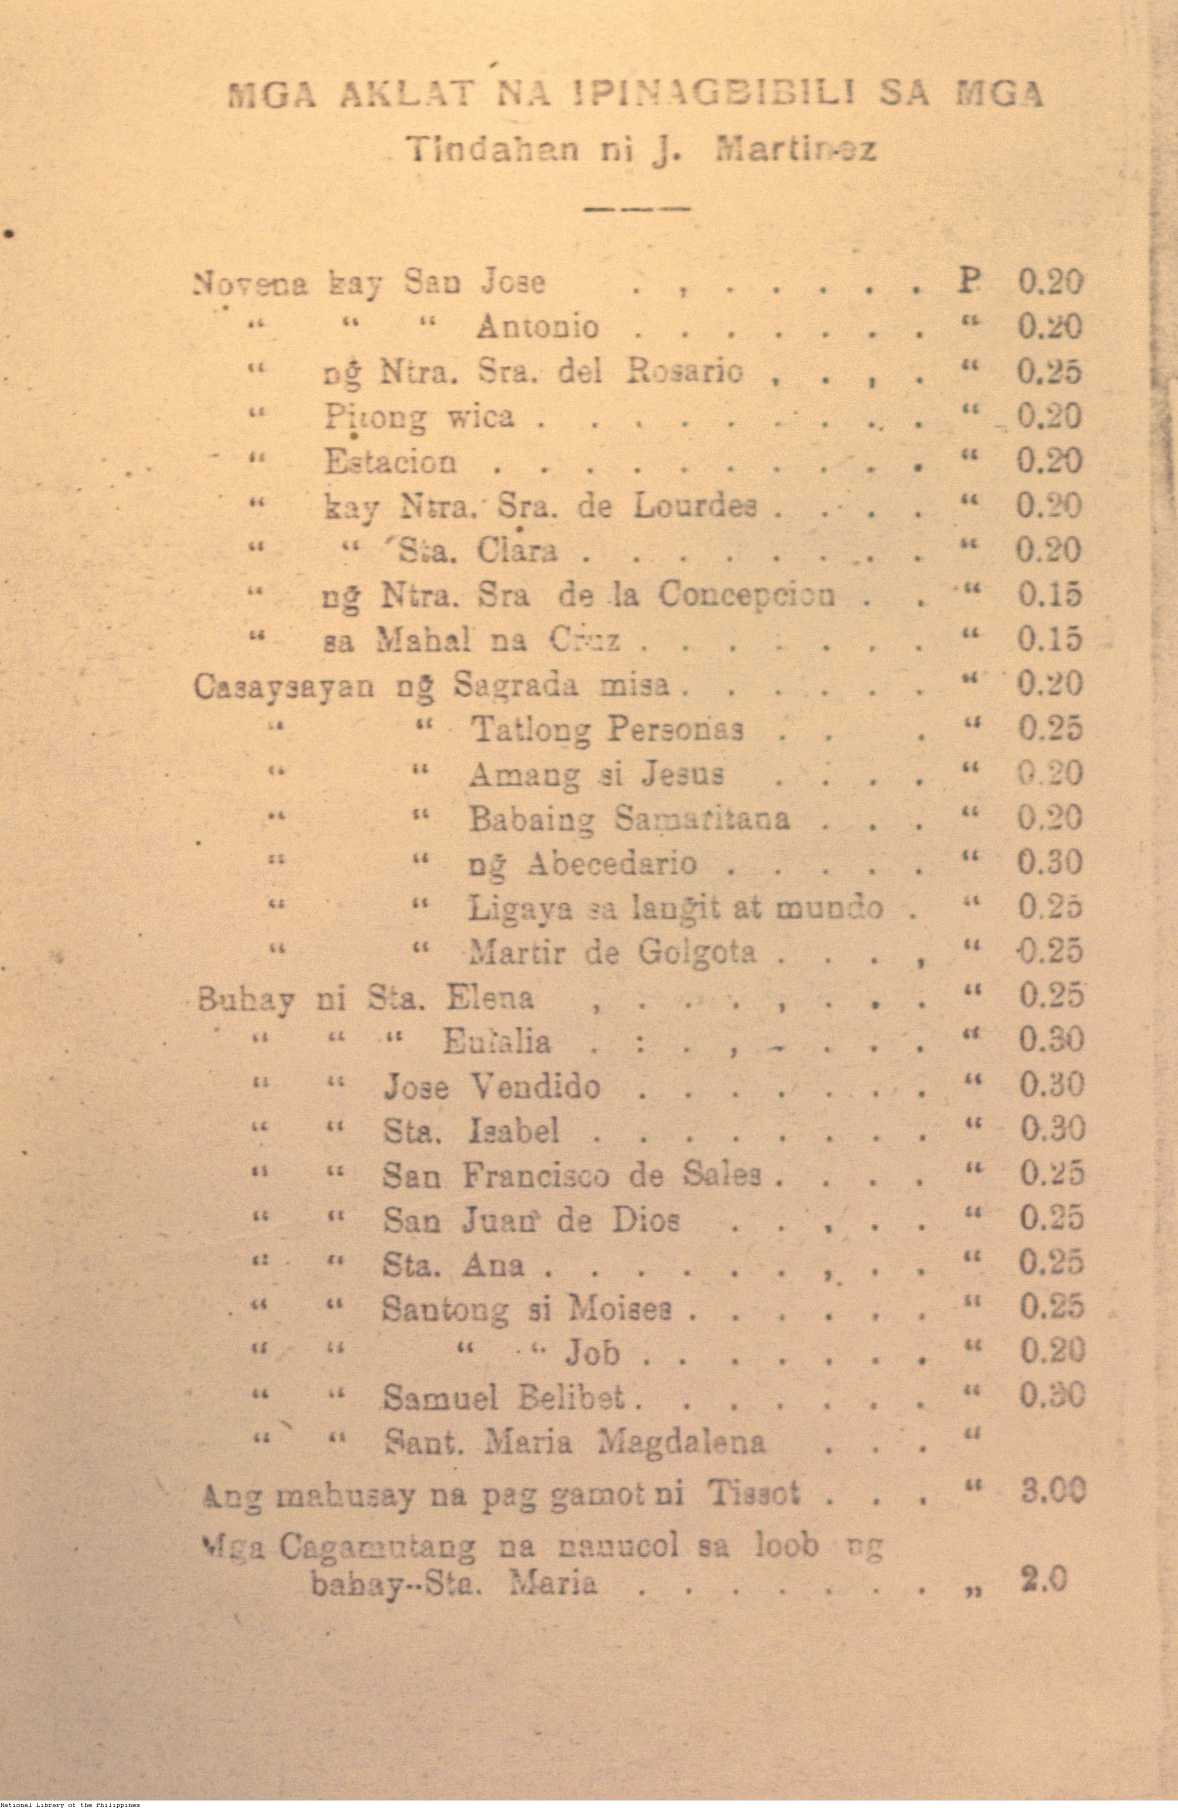 MGA AKLAT NA IPINAGBIBILI SA MGA
Tindahan ni J. Martinez
Novena kay San Jose . , . . . . . P 0.20
“ “ “ Antonio . . . . . . . “ 0.20
“ ng̃ Ntra. Sra. del Rosario , . , . “ 0.25
“ Pitong wica . . . . . . . . . “ 0.20
“ Estacion . . . . . . . . . . “ 0.20
“ kay Ntra. Sra. de Lourdes . . . . “ 0.20
“ “ Sta. Clara . . . . . . . . “ 0.20
“ ng̃ Ntra. Sra de la Concepcion . . “ 0.15
“ sa Mahal na Cruz . . . . . . . “ 0.15
Casaysayan ng̃ Sagrada misa . . . . . . “ 0.20
“ “ Tatlong Personas . . . “ 0.25
“ “ Amang si Jesus . . . . “ 0.20
“ “ Babaing Samaritana . . . “ 0.20
“ “ ng̃ Abecedario . . . . . “ 0.30
“ “ Ligaya sa lang̃it at mundo . “ 0.25
“ “ Martir de Golgota . . . , “ 0.25
Buhay ni Sta. Elena , . . . , . . . “ 0.25
“ “ “ Eufalia . : . , - . . . “ 0.30
“ “ Jose Vendido . . . . . . . “ 0.30
“ “ Sta. Isabel . . . . . . . . “ 0.30
“ “ San Francisco de Sales . . . . “ 0.25
“ “ San Juan de Dios . . , . . “ 0.25
“ “ Sta. Ana . . . . . . , . . “ 0.25
“ “ Santong si Moises . . . . . . “ 0.25
“ “ “ “ Job . . . . . . . “ 0.20
“ “ Samuel Belibet . . . . . . . “ 0.30
“ “ Sant. Maria Magdalena . . . “
Ang mahusay na pag gamot ni Tissot . . . “ 3.00
Mga Cagamutang na nanucol sa loob ng
bahay--Sta. Maria . . . . . . . „ 2.0
National Library of the Philippines